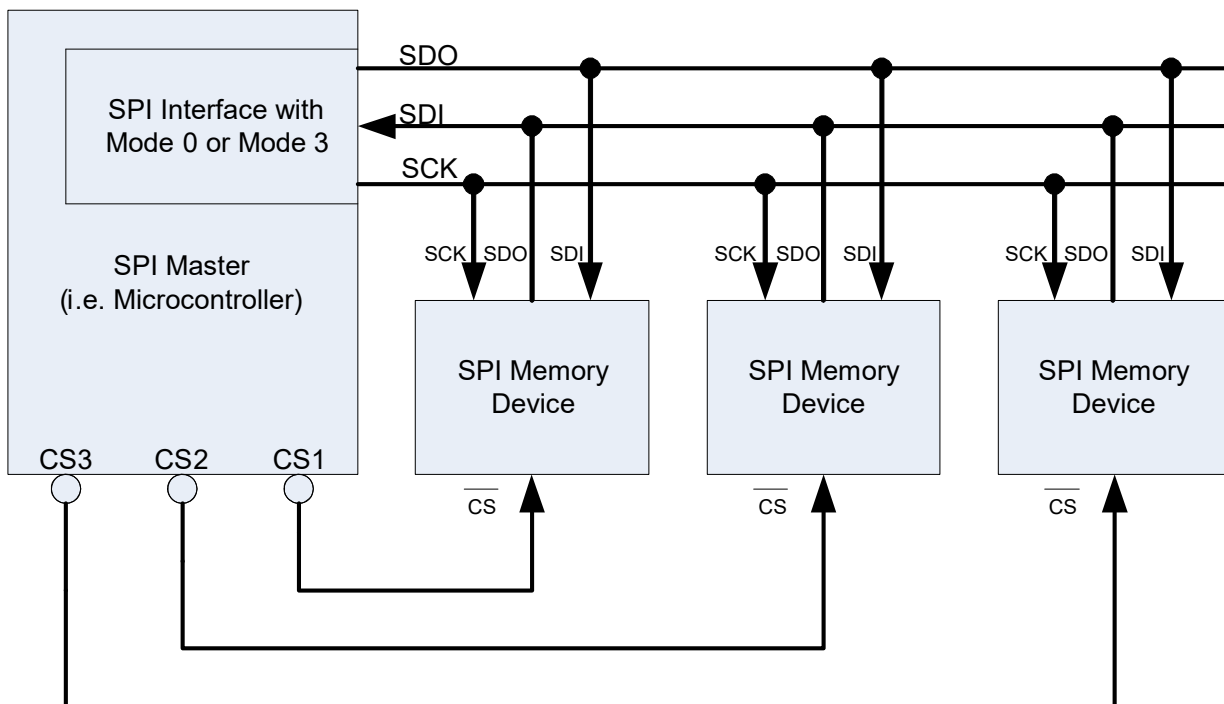 SDO
SPI Interface with
Mode 0 or Mode 3
SDI
SCK
SPI Master
(i.e. Microcontroller)
SCK SDO SDI
SCK SDO SDI
SCK SDO SDI
SPI Memory
Device
SPI Memory
Device
SPI Memory
Device
CS3 CS2 CS1
CS
CS
CS